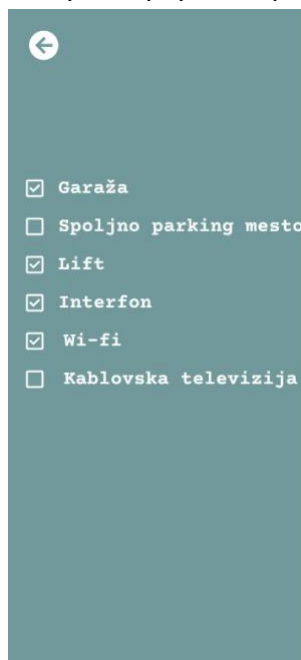 Garaža
Spoljno parking mesto
Lift
Interfon
Wi-fi
Kablovska televizija